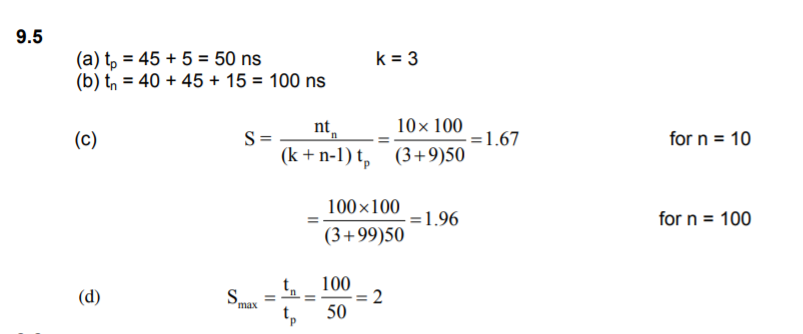 9.5
(a) tp = 45 + 5 = 50 ns k = 3
(b) tn = 40 + 45 + 15 = 100 ns
(c) S = ntn / (k + n-1) tp = 10× 100 / (3+9)50 =1.67 for n = 10
= 100×100 / (3+99)50 =1.96 for n = 100
(d) Smax = tn / tp = 100 / 50 = 2